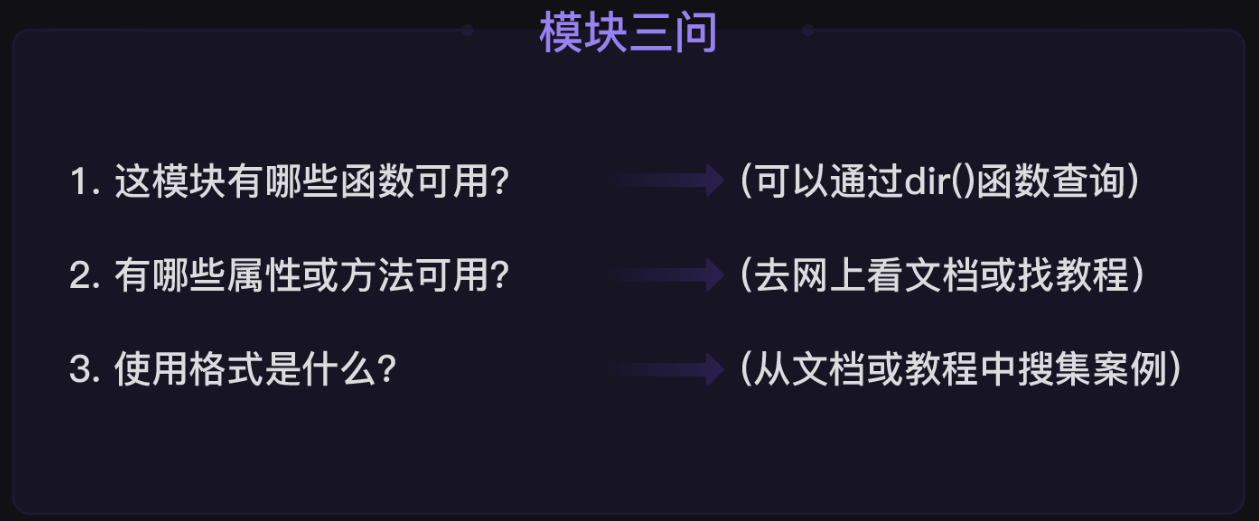 模块三问
1. 这模块有哪些函数可用? (可以通过dir()函数查询)
2. 有哪些属性或方法可用? (去网上看文档或找教程)
3. 使用格式是什么? (从文档或教程中搜集案例)